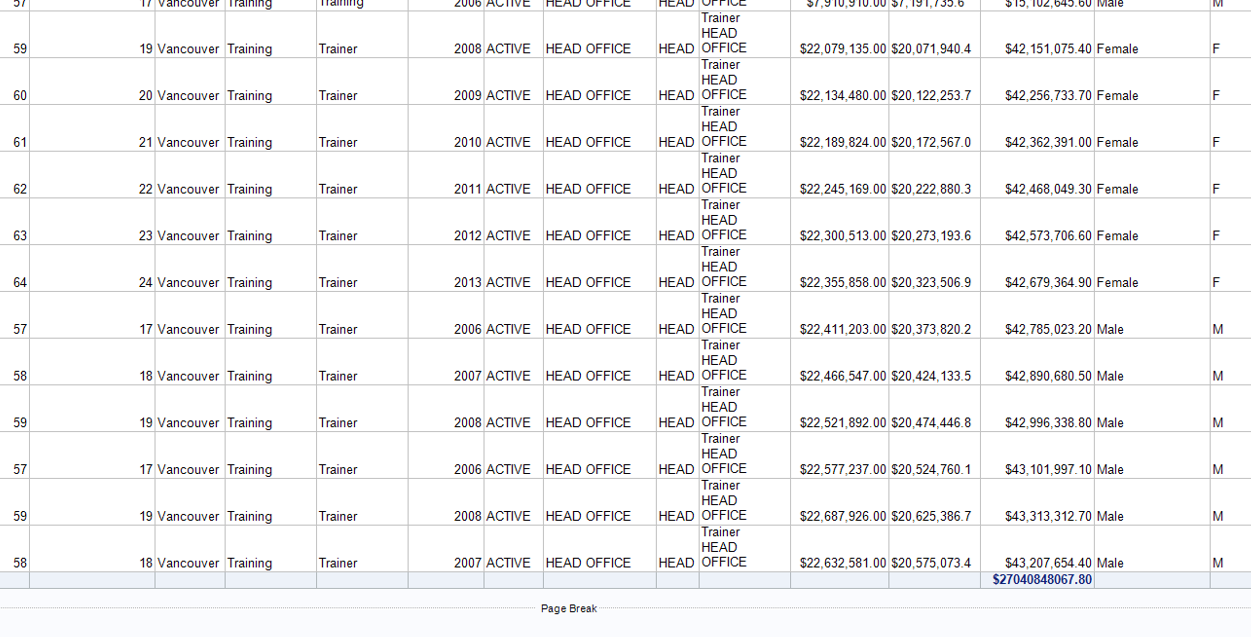 57 17 Vancouver Training Training 2006 ACTIVE HEAD OFFICE HEAD OFFICE $7,910,910.00 $7,191,735.6 $15,102,645.60 Male M
Trainer
HEAD
59 19 Vancouver Training Trainer 2008 ACTIVE HEAD OFFICE HEAD OFFICE $22,079,135.00 $20,071,940.4 $42,151,075.40 Female F
Trainer
HEAD
60 20 Vancouver Training Trainer 2009 ACTIVE HEAD OFFICE HEAD OFFICE $22,134,480.00 $20,122,253.7 $42,256,733.70 Female F
Trainer
HEAD
61 21 Vancouver Training Trainer 2010 ACTIVE HEAD OFFICE HEAD OFFICE $22,189,824.00 $20,172,567.0 $42,362,391.00 Female F
Trainer
HEAD
62 22 Vancouver Training Trainer 2011 ACTIVE HEAD OFFICE HEAD OFFICE $22,245,169.00 $20,222,880.3 $42,468,049.30 Female F
Trainer
HEAD
63 23 Vancouver Training Trainer 2012 ACTIVE HEAD OFFICE HEAD OFFICE $22,300,513.00 $20,273,193.6 $42,573,706.60 Female F
Trainer
HEAD
64 24 Vancouver Training Trainer 2013 ACTIVE HEAD OFFICE HEAD OFFICE $22,355,858.00 $20,323,506.9 $42,679,364.90 Female F
Trainer
HEAD
57 17 Vancouver Training Trainer 2006 ACTIVE HEAD OFFICE HEAD OFFICE $22,411,203.00 $20,373,820.2 $42,785,023.20 Male M
Trainer
HEAD
58 18 Vancouver Training Trainer 2007 ACTIVE HEAD OFFICE HEAD OFFICE $22,466,547.00 $20,424,133.5 $42,890,680.50 Male M
Trainer
HEAD
59 19 Vancouver Training Trainer 2008 ACTIVE HEAD OFFICE HEAD OFFICE $22,521,892.00 $20,474,446.8 $42,996,338.80 Male M
Trainer
HEAD
57 17 Vancouver Training Trainer 2006 ACTIVE HEAD OFFICE HEAD OFFICE $22,577,237.00 $20,524,760.1 $43,101,997.10 Male M
Trainer
HEAD
59 19 Vancouver Training Trainer 2008 ACTIVE HEAD OFFICE HEAD OFFICE $22,687,926.00 $20,625,386.7 $43,313,312.70 Male M
Trainer
HEAD
58 18 Vancouver Training Trainer 2007 ACTIVE HEAD OFFICE HEAD OFFICE $22,632,581.00 $20,575,073.4 $43,207,654.40 Male M
$27040848067.80
Page Break